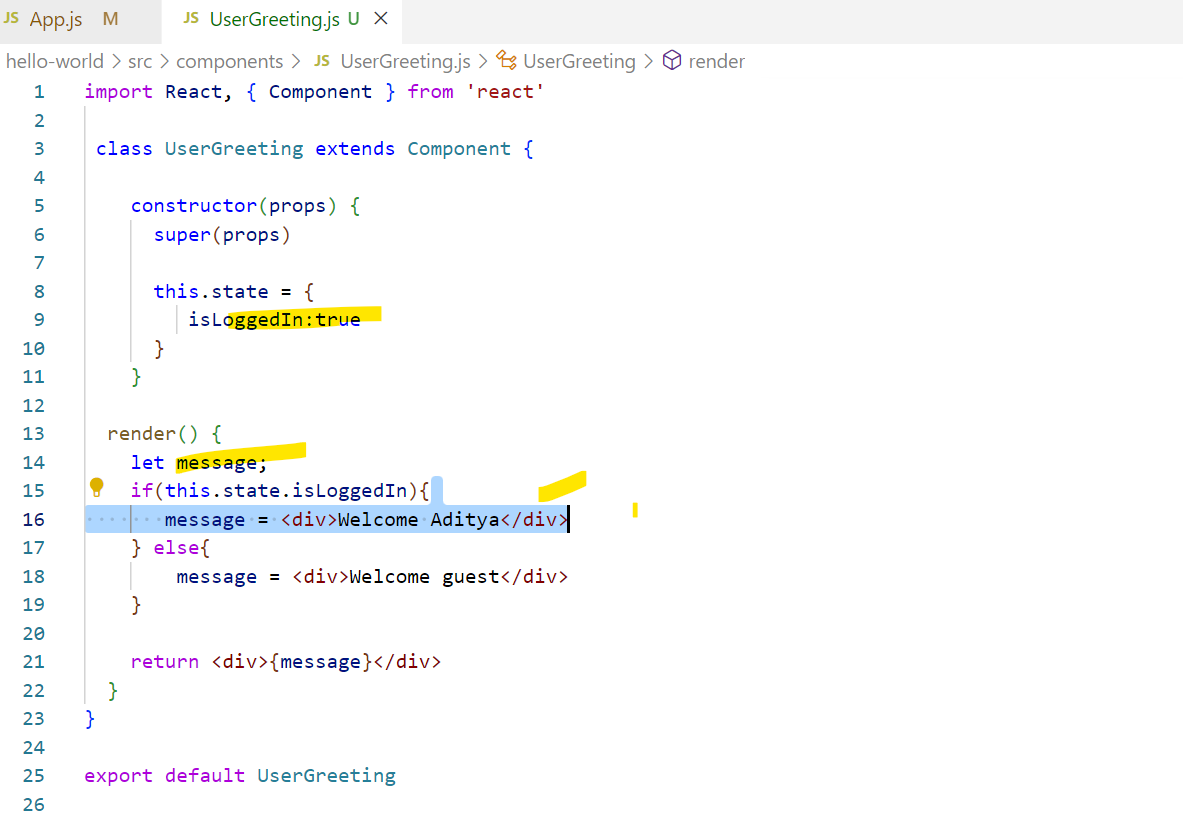 JS App.js M JS UserGreeting.js U
hello-world > src > components > JS UserGreeting.js > UserGreeting > render
1 import React, { Component } from 'react'
2
3 class UserGreeting extends Component {
4
5 constructor(props) {
6 super(props)
7
8 this.state = {
9 isLoggedIn:true
10 }
11 }
12
13 render() {
14 let message;
15 if(this.state.isLoggedIn){
16 message = <div>Welcome Aditya</div>
17 } else{
18 message = <div>Welcome guest</div>
19 }
20
21 return <div>{message}</div>
22 }
23 }
24
25 export default UserGreeting
26